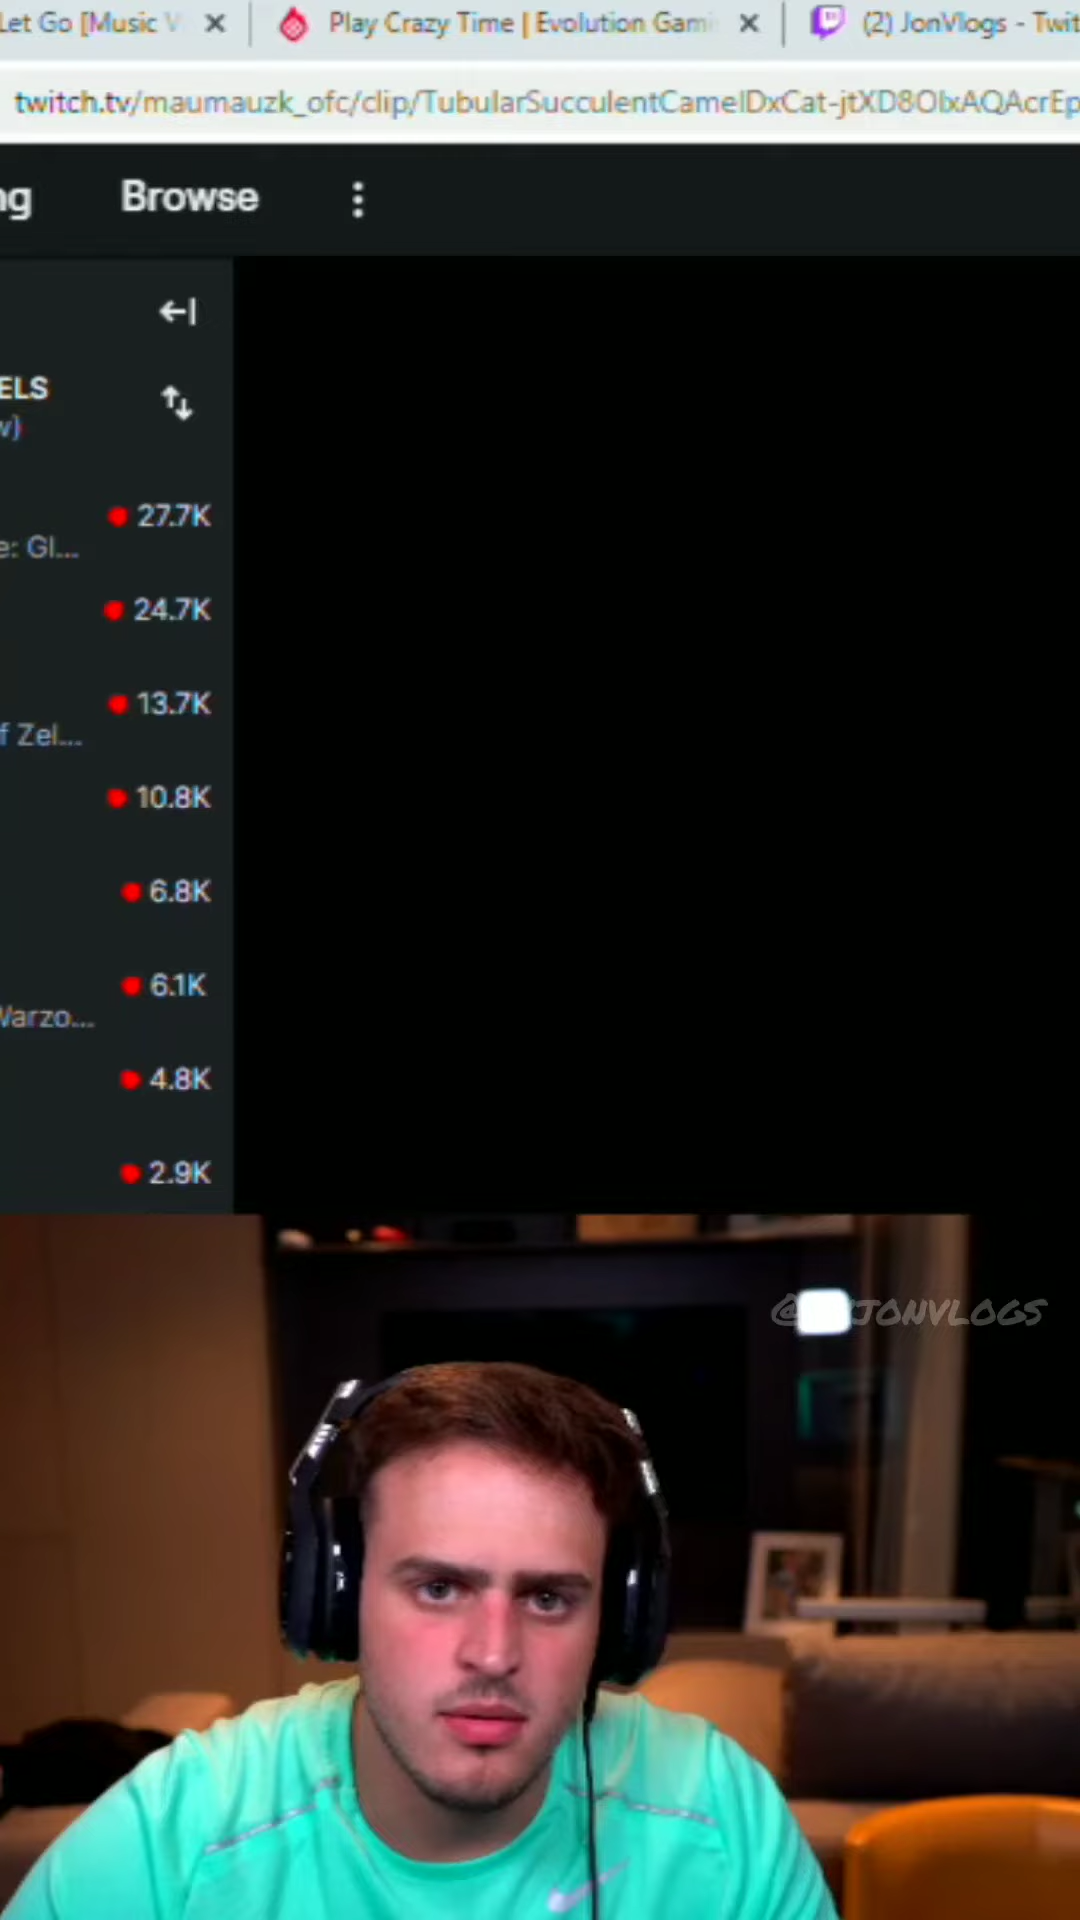 Let Go [Music V
Play Crazy Time | Evolution Gami
(2) JonVlogs - Twit
twitch.tv/maumauzk_ofc/clip/TubularSucculentCamelDxCat-jtXD8OlxAQAcrEp
ng
Browse
ELS
w)
27.7K
e: Gl...
24.7K
13.7K
f Zel...
10.8K
6.8K
6.1K
Warzo...
4.8K
2.9K
JONVLOGS